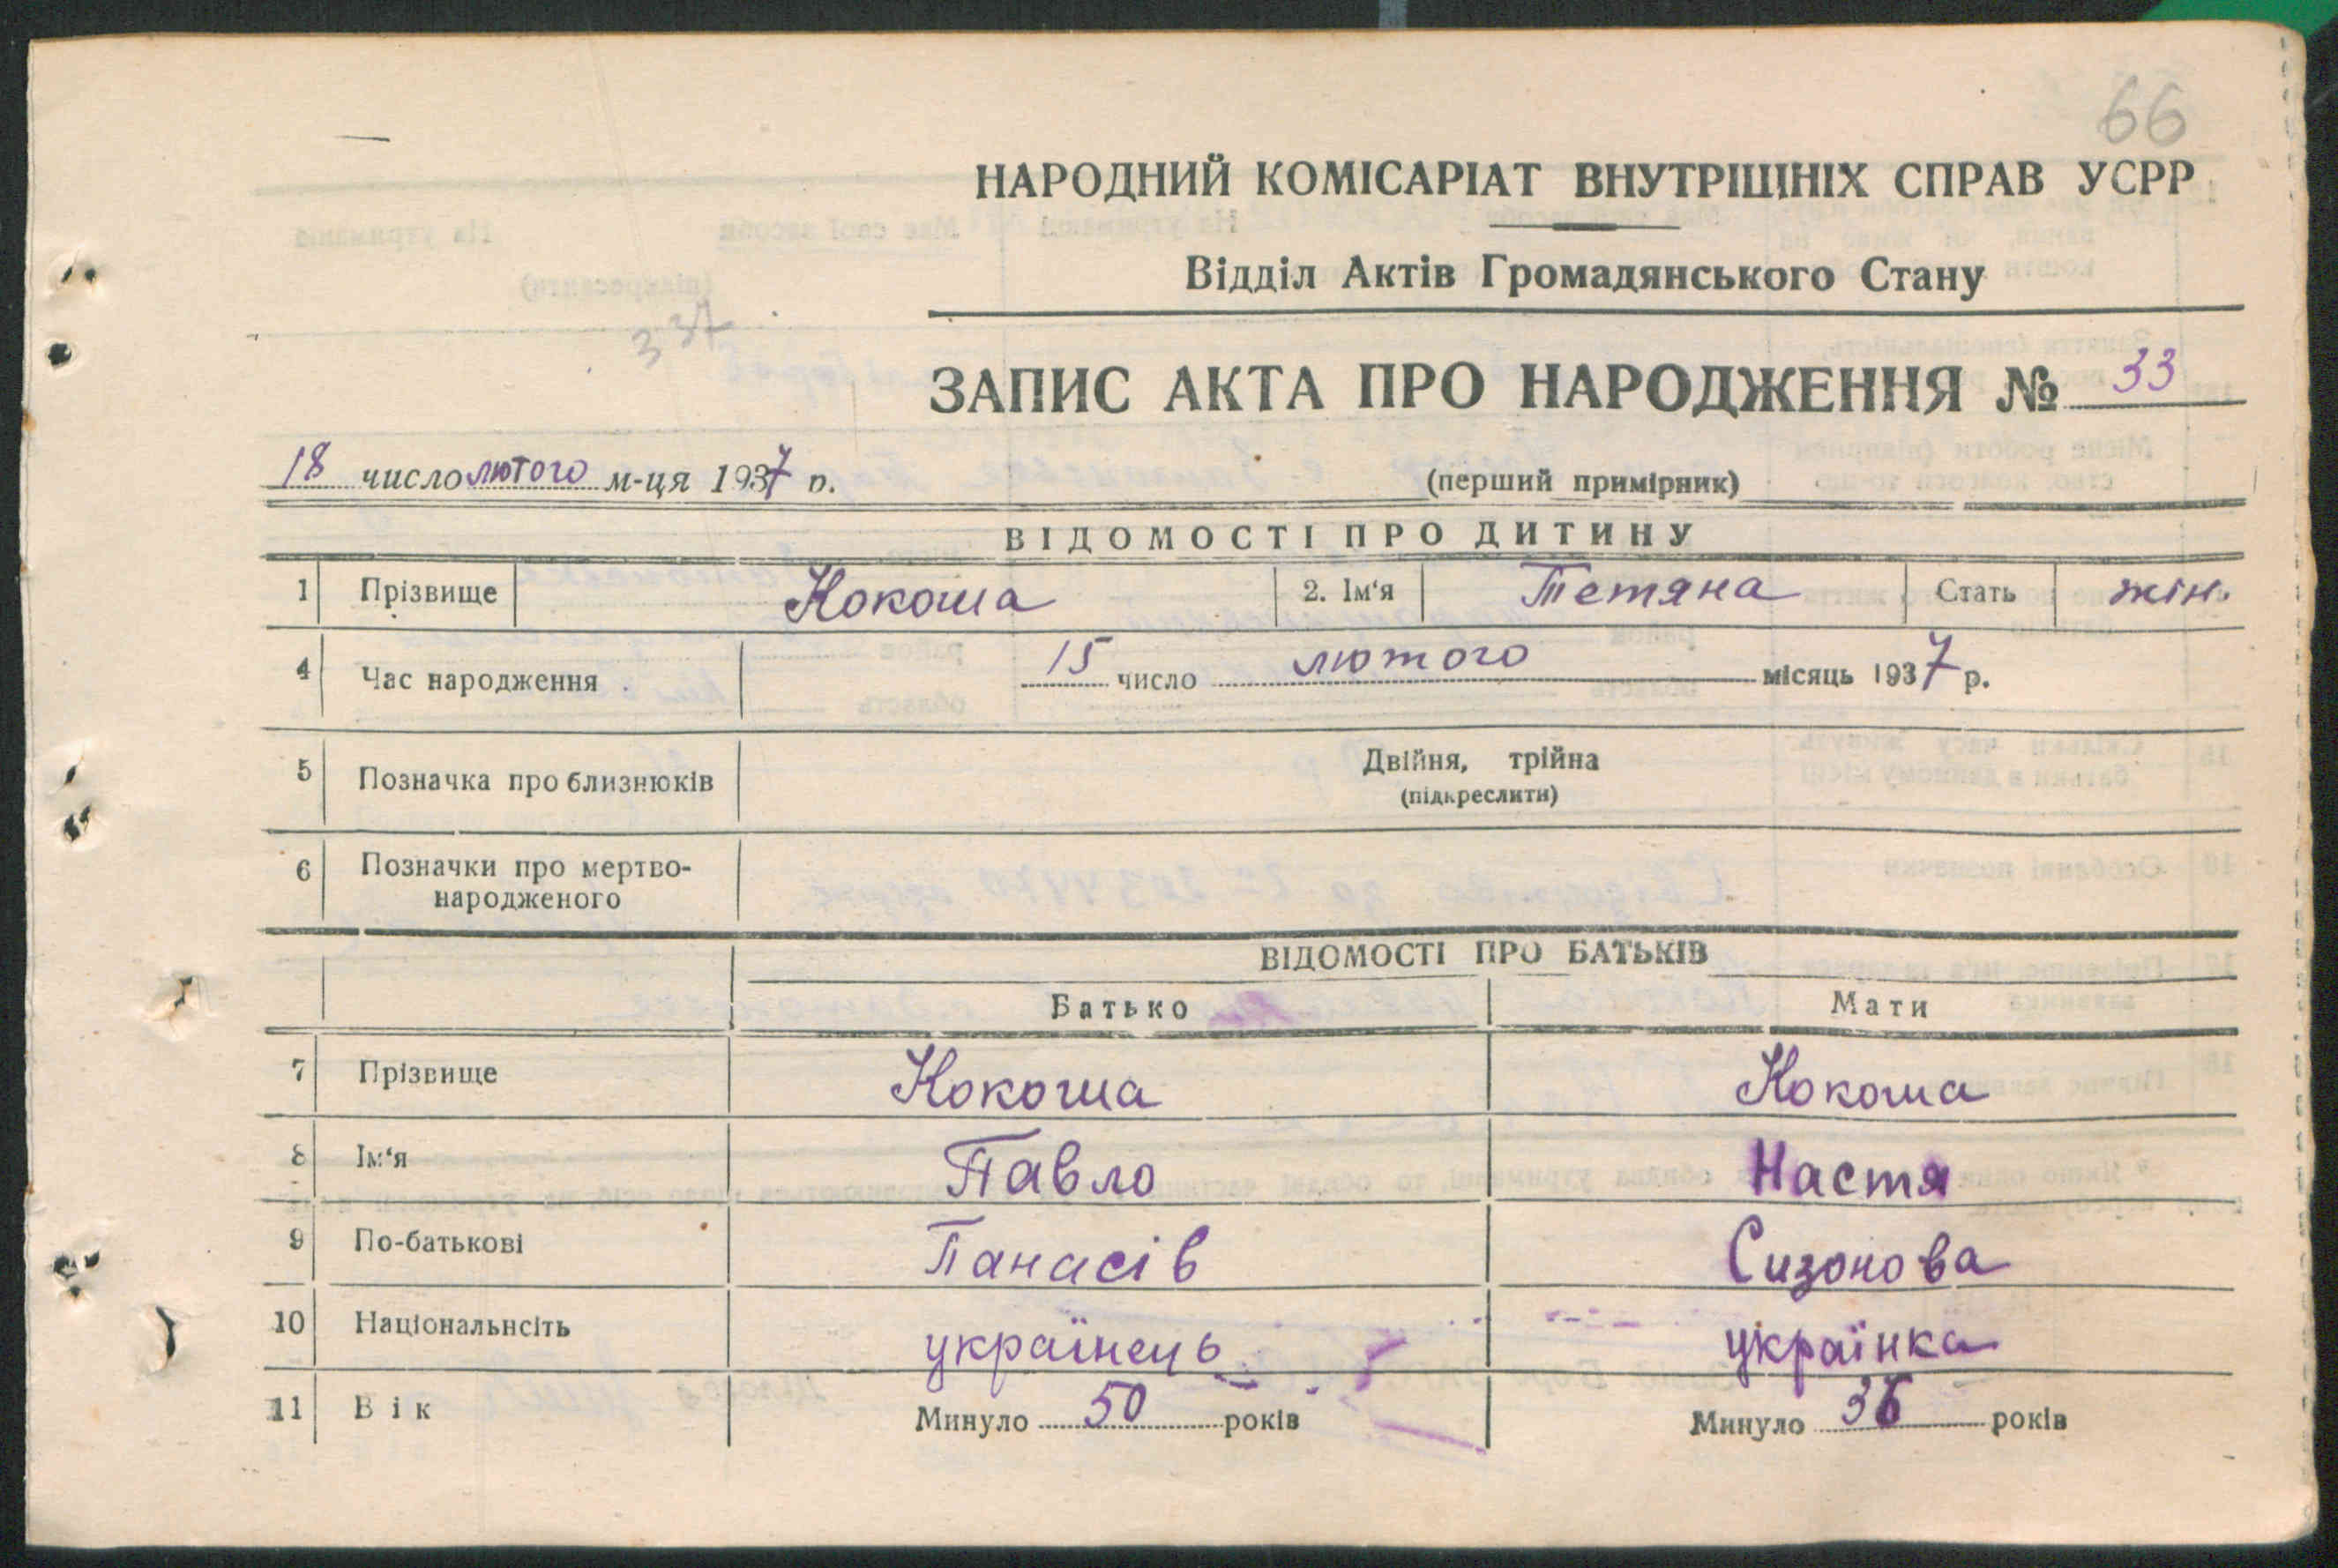 66
НАРОДНИЙ КОМІСАРІАТ ВНУТРІШНІХ СПРАВ УСРР
Відділ Актів Громадянського Стану
337
ЗАПИС АКТА ПРО НАРОДЖЕННЯ № 33
18 число лютого м-ця 1937 р.
(перший примірник)
ВІДОМОСТІ ПРО ДИТИНУ
1 Прізвище Кокоша 2. Ім'я Тетяна Стать жін.
4 Час народження 15 число лютого місяць 1937 р.
5 Позначка про близнюків Двійня, трійна
(підкреслити)
6 Позначки про мертво-
народженого
ВІДОМОСТІ ПРО БАТЬКІВ
Батько Мати
7 Прізвище Кокоша Кокоша
8 Ім'я Павло Настя
9 По-батькові Панасів Сизонова
10 Національнсіть українець українка
11 Вік Минуло 50 років Минуло 36 років